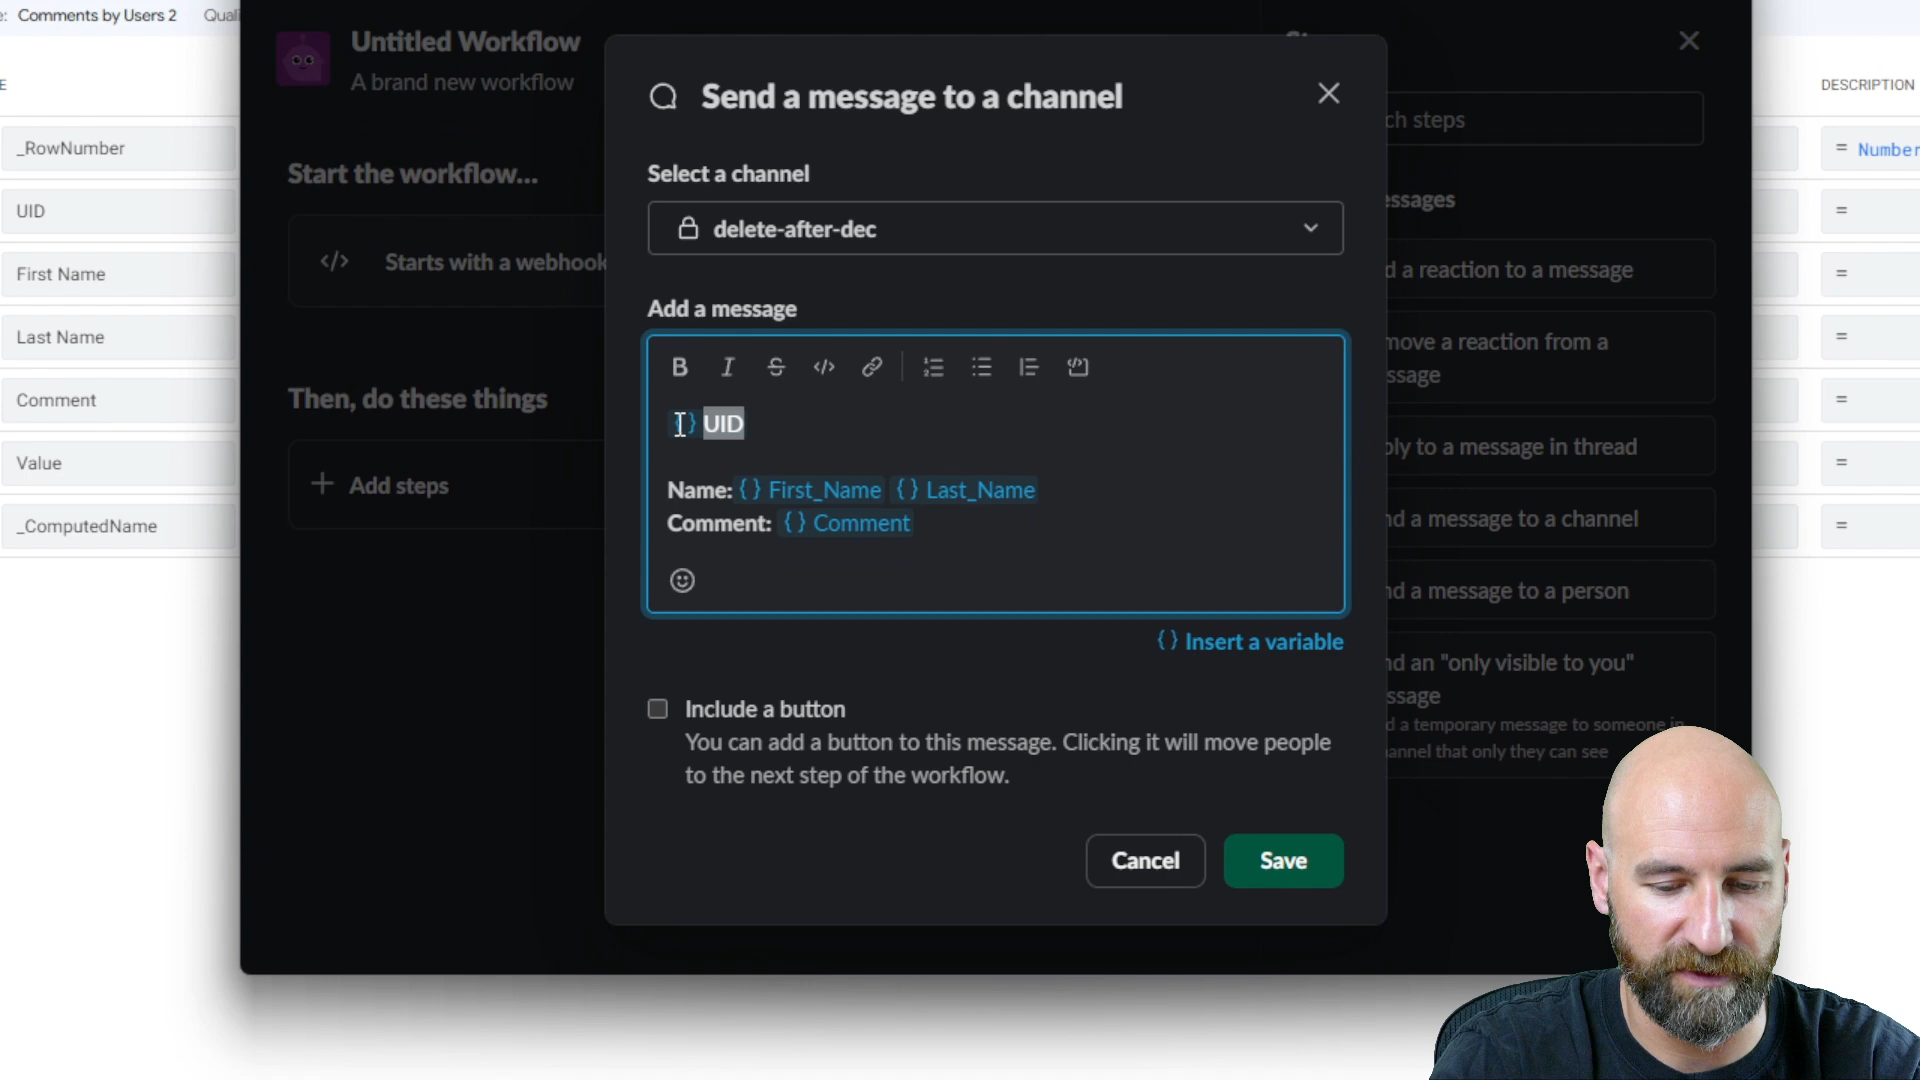 Comments by Users 2
Untitled Workflow
A brand new workflow
Send a message to a channel
DESCRIPTION
_RowNumber
UID
First Name
Last Name
Comment
Value
_ComputedName
Start the workflow...
</> Starts with a webhook
Then, do these things
+ Add steps
Select a channel
delete-after-dec
Add a message
B I S </>
{} UID
Name: {} First_Name {} Last_Name
Comment: {} Comment
{} Insert a variable
Include a button
You can add a button to this message. Clicking it will move people
to the next step of the workflow.
Cancel
Save
ch steps
essages
d a reaction to a message
move a reaction from a
ssage
ply to a message in thread
nd a message to a channel
nd a message to a person
nd an "only visible to you"
ssage
d a temporary message to someone in
annel that only they can see
= Number
=
=
=
=
=
=